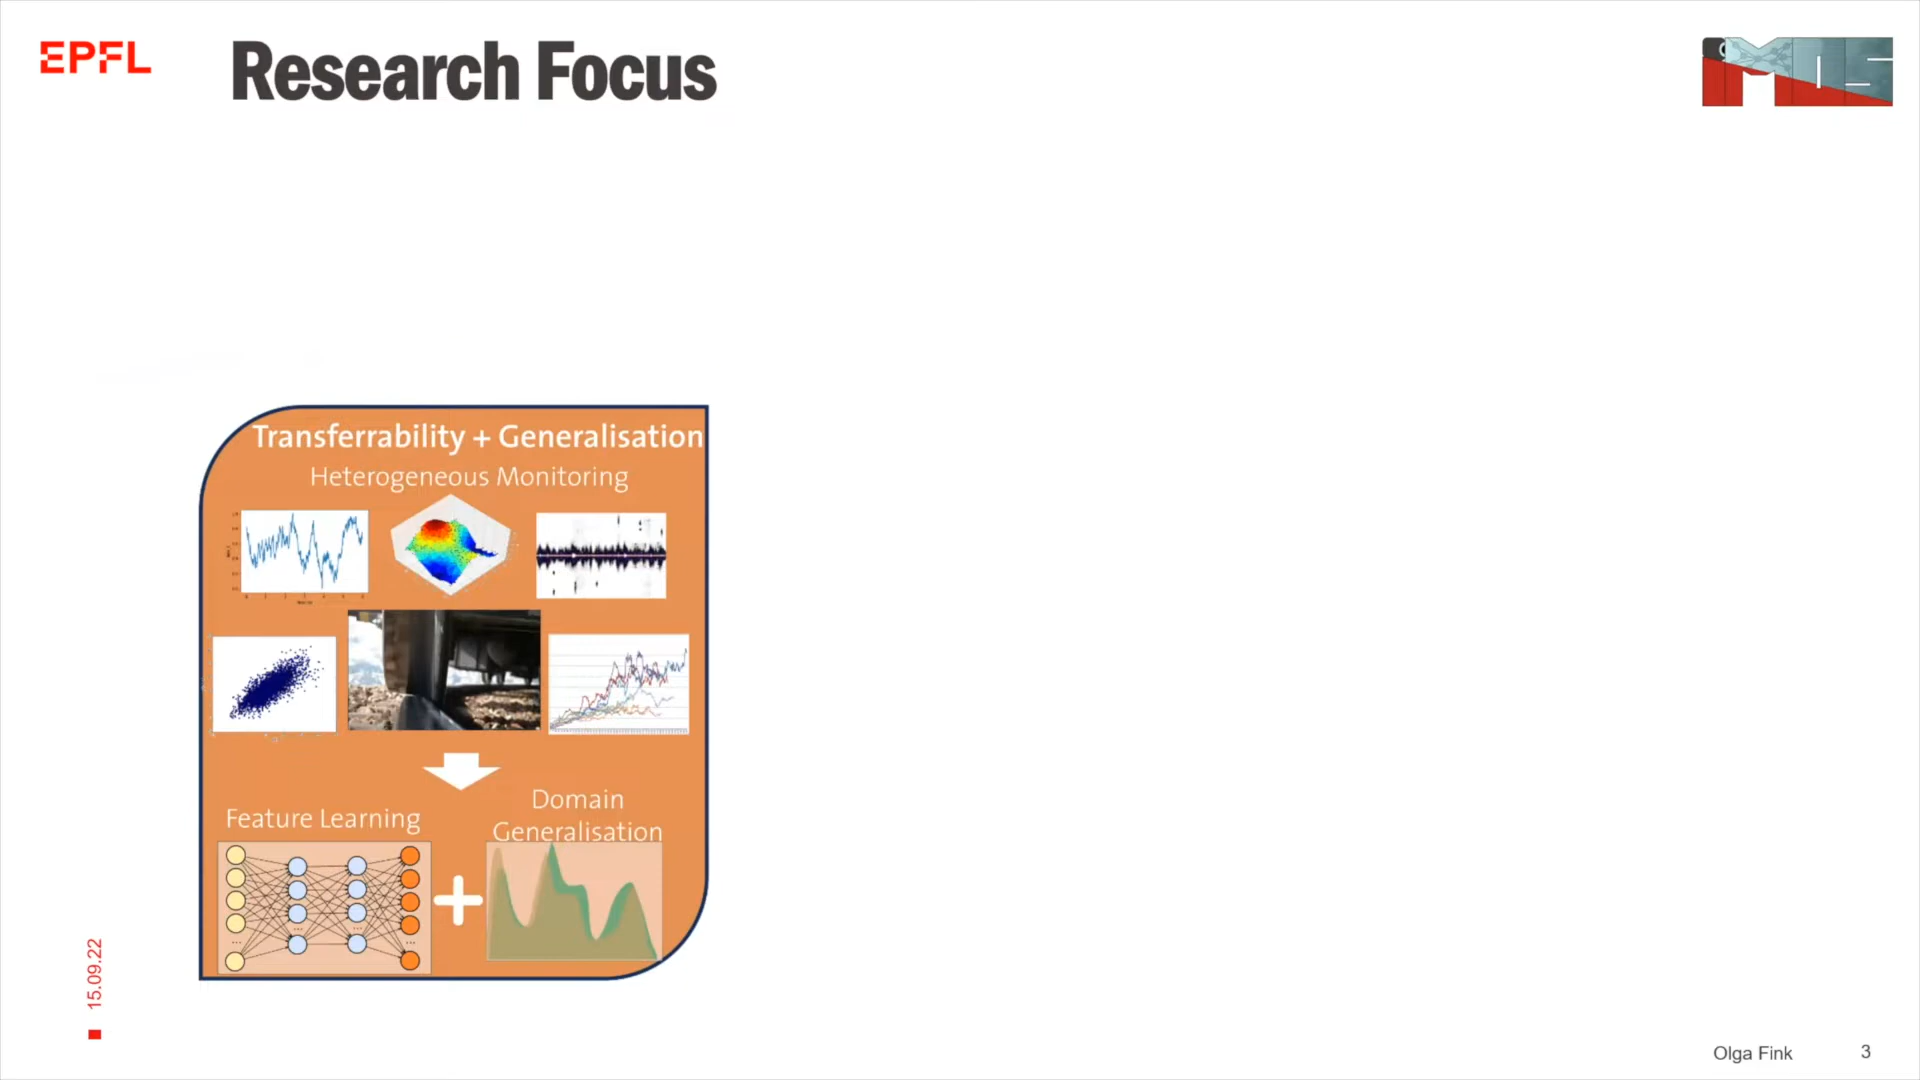 EPFL
Research Focus
Transferrability + Generalisation
Heterogeneous Monitoring
Feature Learning
Domain
Generalisation
15.09.22
Olga Fink
3